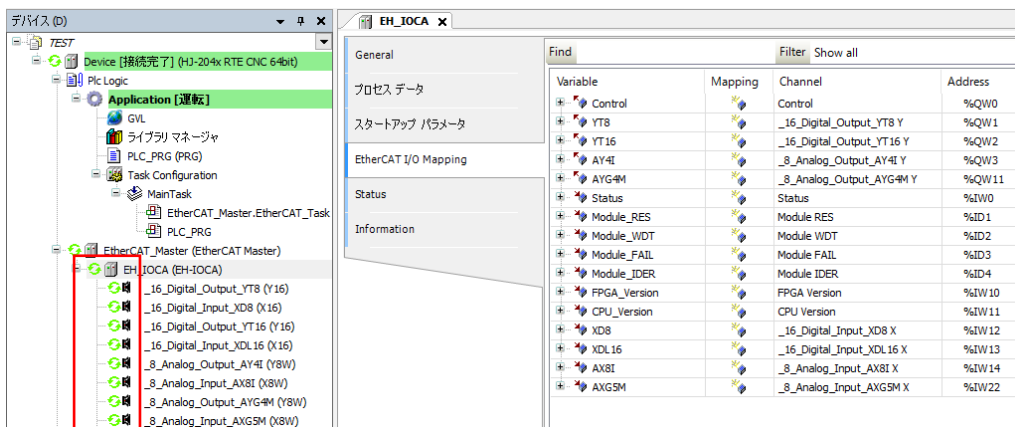 デバイス (D)
TEST
Device [接続完了] (HJ-204x RTE CNC 64bit)
Plc Logic
Application [運転]
GVL
ライブラリ マネージャ
PLC_PRG (PRG)
Task Configuration
MainTask
EtherCAT_Master.EtherCAT_Task
PLC_PRG
EtherCAT_Master (EtherCAT Master)
EH_IOCA (EH-IOCA)
_16_Digital_Output_YT8 (Y16)
_16_Digital_Input_XD8 (X16)
_16_Digital_Output_YT16 (Y16)
_16_Digital_Input_XDL16 (X16)
_8_Analog_Output_AY4I (Y8W)
_8_Analog_Input_AX8I (X8W)
_8_Analog_Output_AYG4M (Y8W)
_8_Analog_Input_AXG5M (X8W)
EH_IOCA X
General
プロセス データ
スタートアップ パラメータ
EtherCAT I/O Mapping
Status
Information
Find Filter Show all
Variable Mapping Channel Address
Control Control %QW0
YT8 _16_Digital_Output_YT8 Y %QW1
YT16 _16_Digital_Output_YT16 Y %QW2
AY4I _8_Analog_Output_AY4I Y %QW3
AYG4M _8_Analog_Output_AYG4M Y %QW11
Status Status %IW0
Module_RES Module RES %ID1
Module_WDT Module WDT %ID2
Module_FAIL Module FAIL %ID3
Module_IDER Module IDER %ID4
FPGA_Version FPGA Version %IW10
CPU_Version CPU Version %IW11
XD8 _16_Digital_Input_XD8 X %IW12
XDL16 _16_Digital_Input_XDL16 X %IW13
AX8I _8_Analog_Input_AX8I X %IW14
AXG5M _8_Analog_Input_AXG5M X %IW22